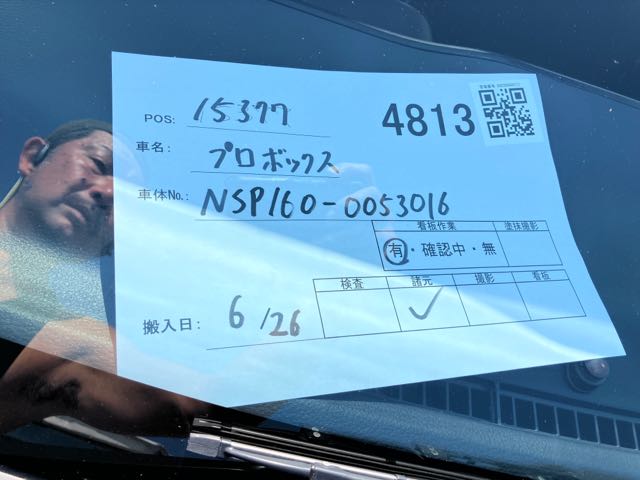 POS: 15377 4813
車名: プロボックス
車体No.: NSP160-0053016
看板作業 塗抹撮影
有・確認中・無
検査 諸元 撮影 看板
✓
搬入日: 6/26